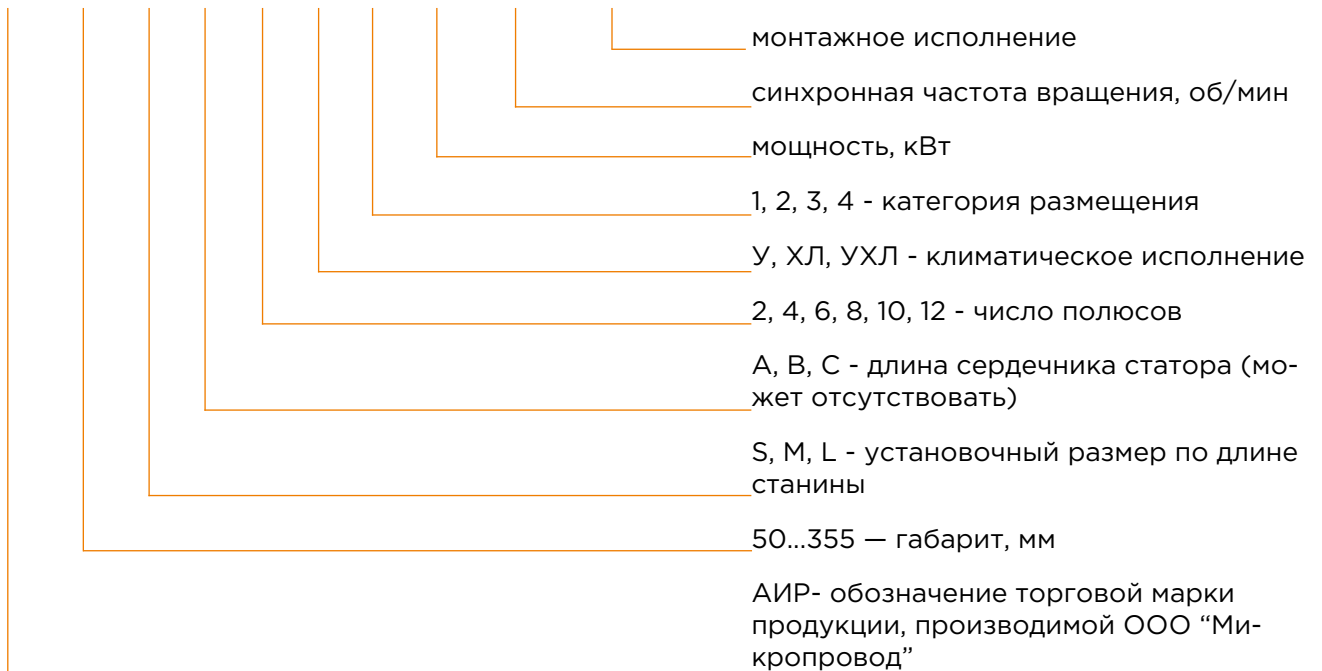 монтажное исполнение
синхронная частота вращения, об/мин
мощность, кВт
1, 2, 3, 4 - категория размещения
У, ХЛ, УХЛ - климатическое исполнение
2, 4, 6, 8, 10, 12 - число полюсов
А, В, С - длина сердечника статора (мо-
жет отсутствовать)
S, M, L - установочный размер по длине
станины
50...355 — габарит, мм
АИР- обозначение торговой марки
продукции, производимой ООО “Ми-
кропровод”